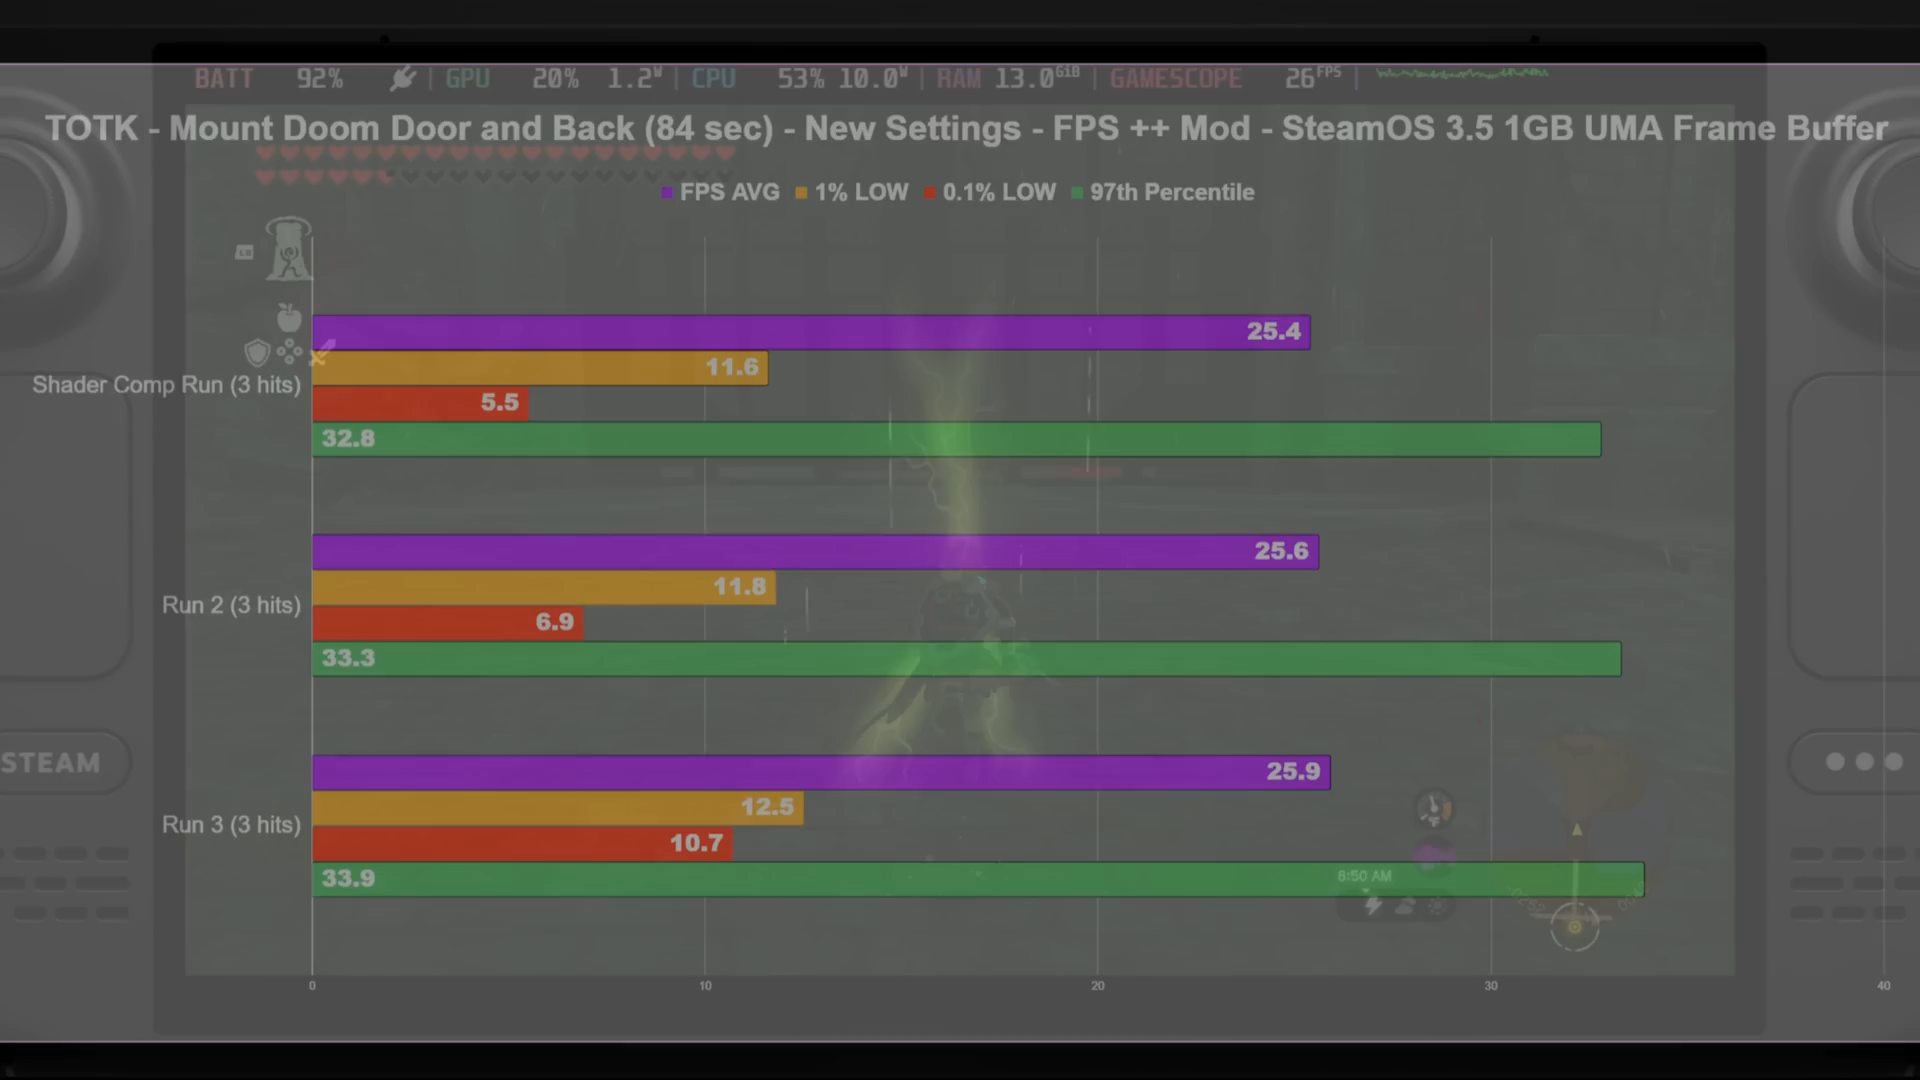 BATT 92% GPU 20% 1.2W CPU 53% 10.0W RAM 13.0GiB GAMESCOPE 26FPS
TOTK - Mount Doom Door and Back (84 sec) - New Settings - FPS ++ Mod - SteamOS 3.5 1GB UMA Frame Buffer
FPS AVG 1% LOW 0.1% LOW 97th Percentile
LB
Shader Comp Run (3 hits)
25.4
11.6
5.5
32.8
Run 2 (3 hits)
25.6
11.8
6.9
33.3
STEAM
Run 3 (3 hits)
25.9
12.5
10.7
33.9
8:50 AM
0 10 20 30 40